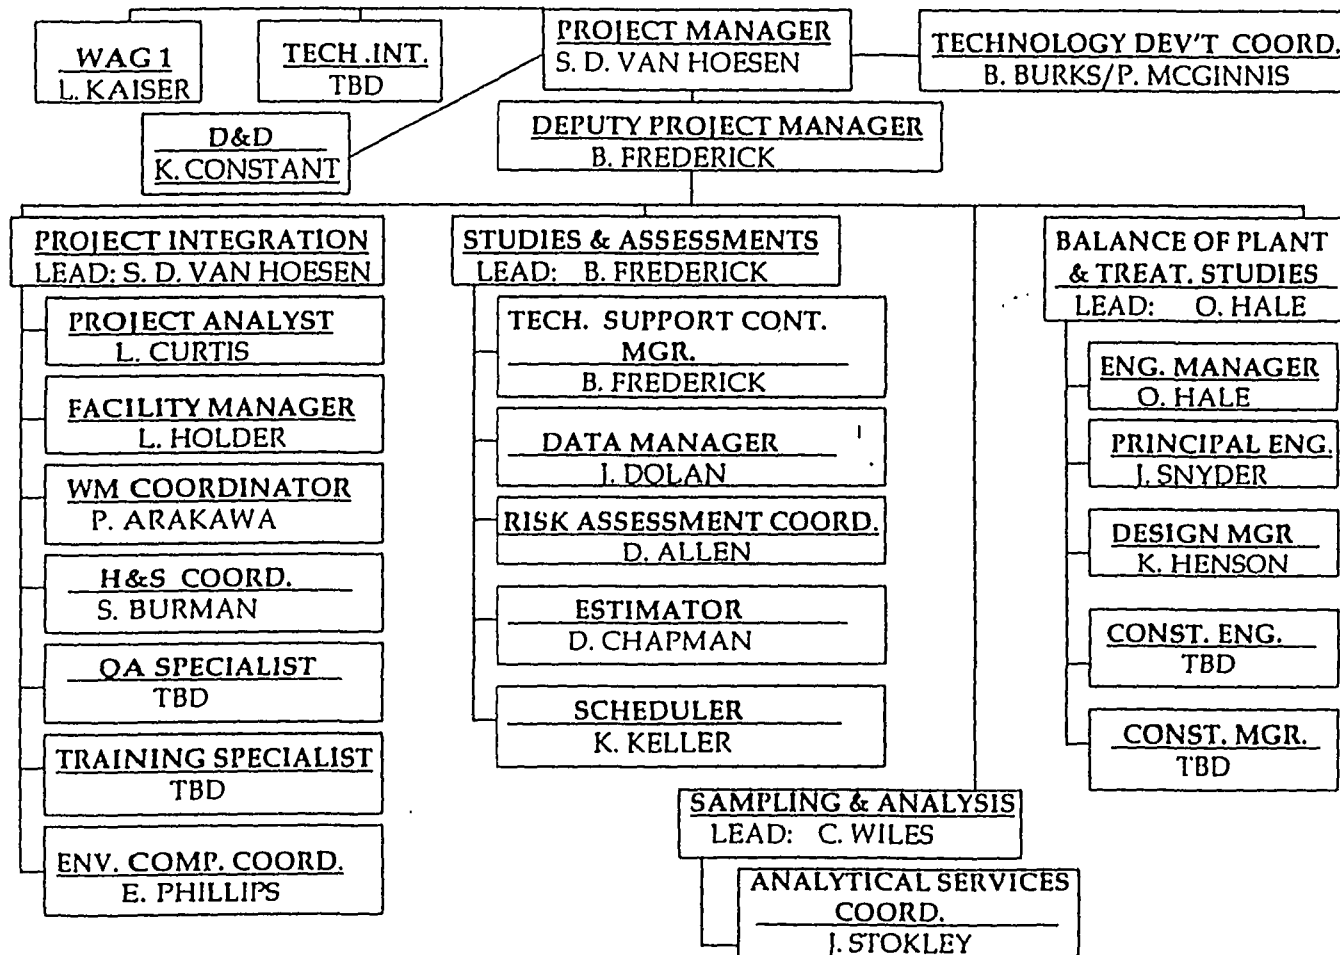 WAG 1
L. KAISER
TECH.INT.
TBD
PROJECT MANAGER
S. D. VAN HOESEN
TECHNOLOGY DEV'T COORD.
B. BURKS/P. MCGINNIS
D&D
K. CONSTANT
DEPUTY PROJECT MANAGER
B. FREDERICK
PROJECT INTEGRATION
LEAD: S. D. VAN HOESEN
PROJECT ANALYST
L. CURTIS
FACILITY MANAGER
L. HOLDER
WM COORDINATOR
P. ARAKAWA
H&S COORD.
S. BURMAN
QA SPECIALIST
TBD
TRAINING SPECIALIST
TBD
ENV. COMP. COORD.
E. PHILLIPS
STUDIES & ASSESSMENTS
LEAD: B. FREDERICK
TECH. SUPPORT CONT.
MGR.
B. FREDERICK
DATA MANAGER
J. DOLAN
RISK ASSESSMENT COORD.
D. ALLEN
ESTIMATOR
D. CHAPMAN
SCHEDULER
K. KELLER
SAMPLING & ANALYSIS
LEAD: C. WILES
ANALYTICAL SERVICES
COORD.
J. STOKLEY
BALANCE OF PLANT
& TREAT. STUDIES
LEAD: O. HALE
ENG. MANAGER
O. HALE
PRINCIPAL ENG.
J. SNYDER
DESIGN MGR
K. HENSON
CONST. ENG.
TBD
CONST. MGR.
TBD